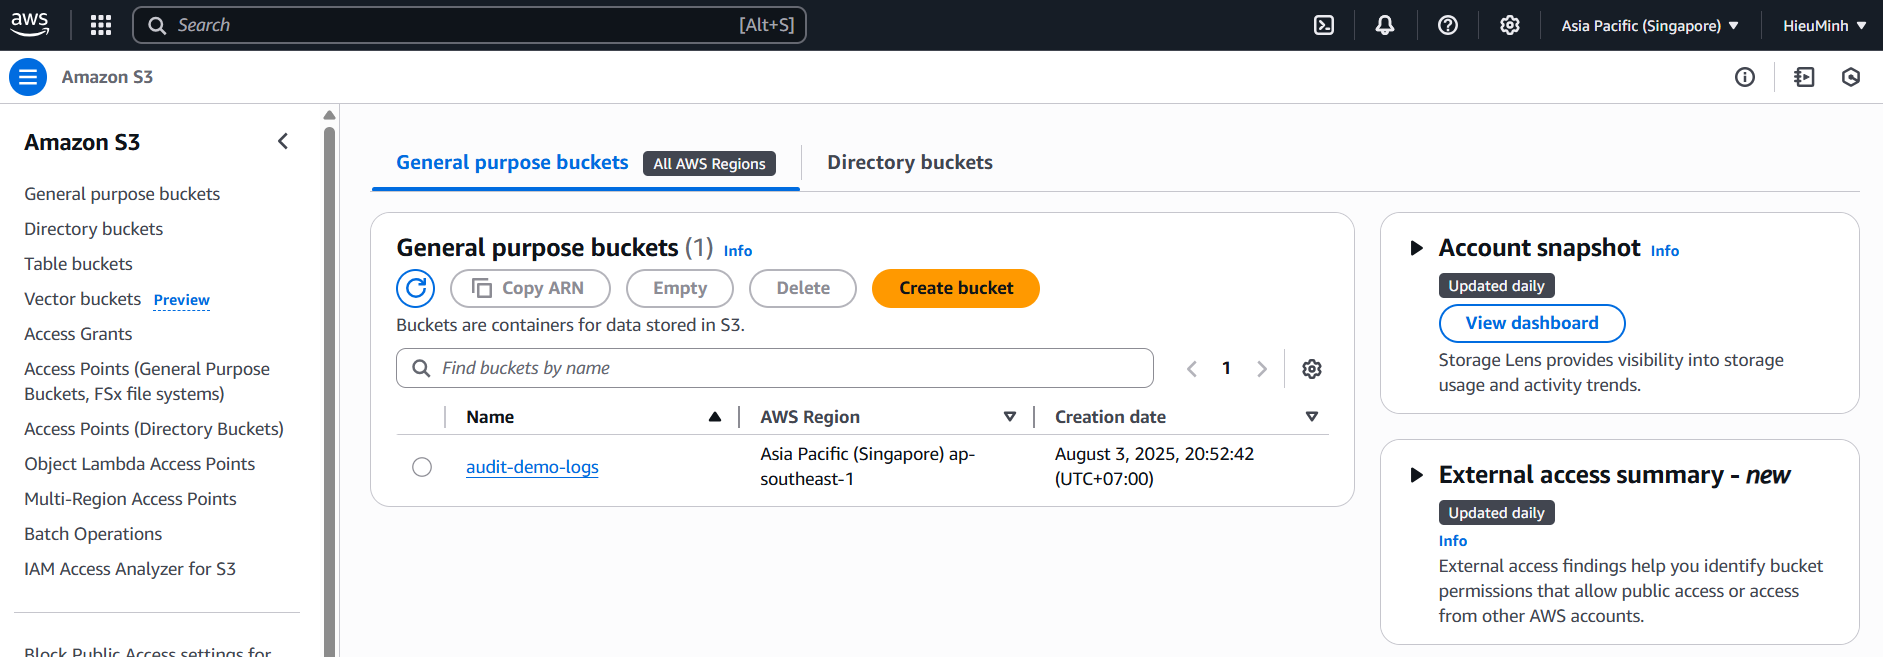 aws
Search
[Alt+S]
Asia Pacific (Singapore)
HieuMinh
Amazon S3
Amazon S3
General purpose buckets
Directory buckets
Table buckets
Vector buckets Preview
Access Grants
Access Points (General Purpose
Buckets, FSx file systems)
Access Points (Directory Buckets)
Object Lambda Access Points
Multi-Region Access Points
Batch Operations
IAM Access Analyzer for S3
Block Public Access settings for
General purpose buckets All AWS Regions
Directory buckets
General purpose buckets (1) Info
Copy ARN
Empty
Delete
Create bucket
Buckets are containers for data stored in S3.
Find buckets by name
1
Name
AWS Region
Creation date
audit-demo-logs
Asia Pacific (Singapore) ap-
southeast-1
August 3, 2025, 20:52:42
(UTC+07:00)
Account snapshot Info
Updated daily
View dashboard
Storage Lens provides visibility into storage
usage and activity trends.
External access summary - new
Updated daily
Info
External access findings help you identify bucket
permissions that allow public access or access
from other AWS accounts.